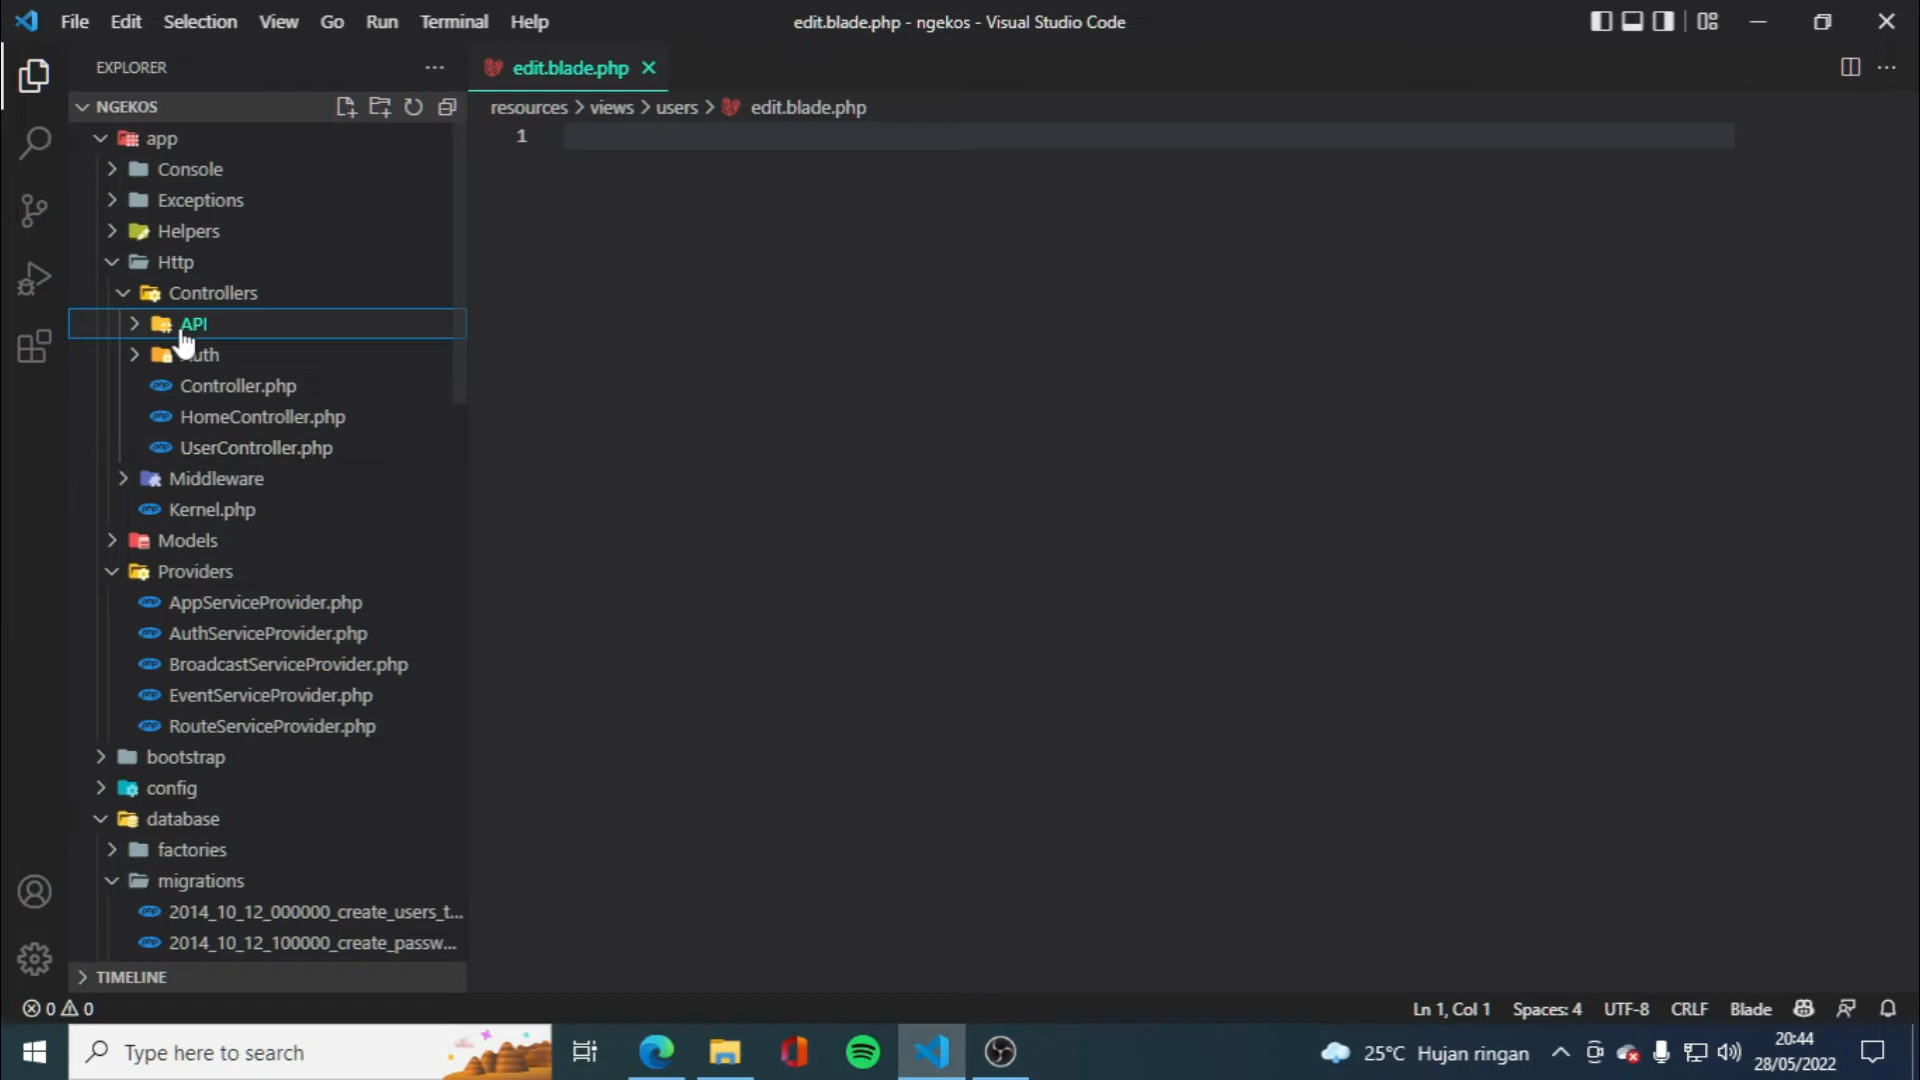 File Edit Selection View Go Run Terminal Help
edit.blade.php - ngekos - Visual Studio Code
EXPLORER
edit.blade.php
NGEKOS
resources > views > users > edit.blade.php
1
app
Console
Exceptions
Helpers
Http
Controllers
API
Auth
Controller.php
HomeController.php
UserController.php
Middleware
Kernel.php
Models
Providers
AppServiceProvider.php
AuthServiceProvider.php
BroadcastServiceProvider.php
EventServiceProvider.php
RouteServiceProvider.php
bootstrap
config
database
factories
migrations
2014_10_12_000000_create_users_t...
2014_10_12_100000_create_passw...
TIMELINE
0 0
Ln 1, Col 1 Spaces: 4 UTF-8 CRLF Blade
Type here to search
25°C Hujan ringan
20:44
28/05/2022